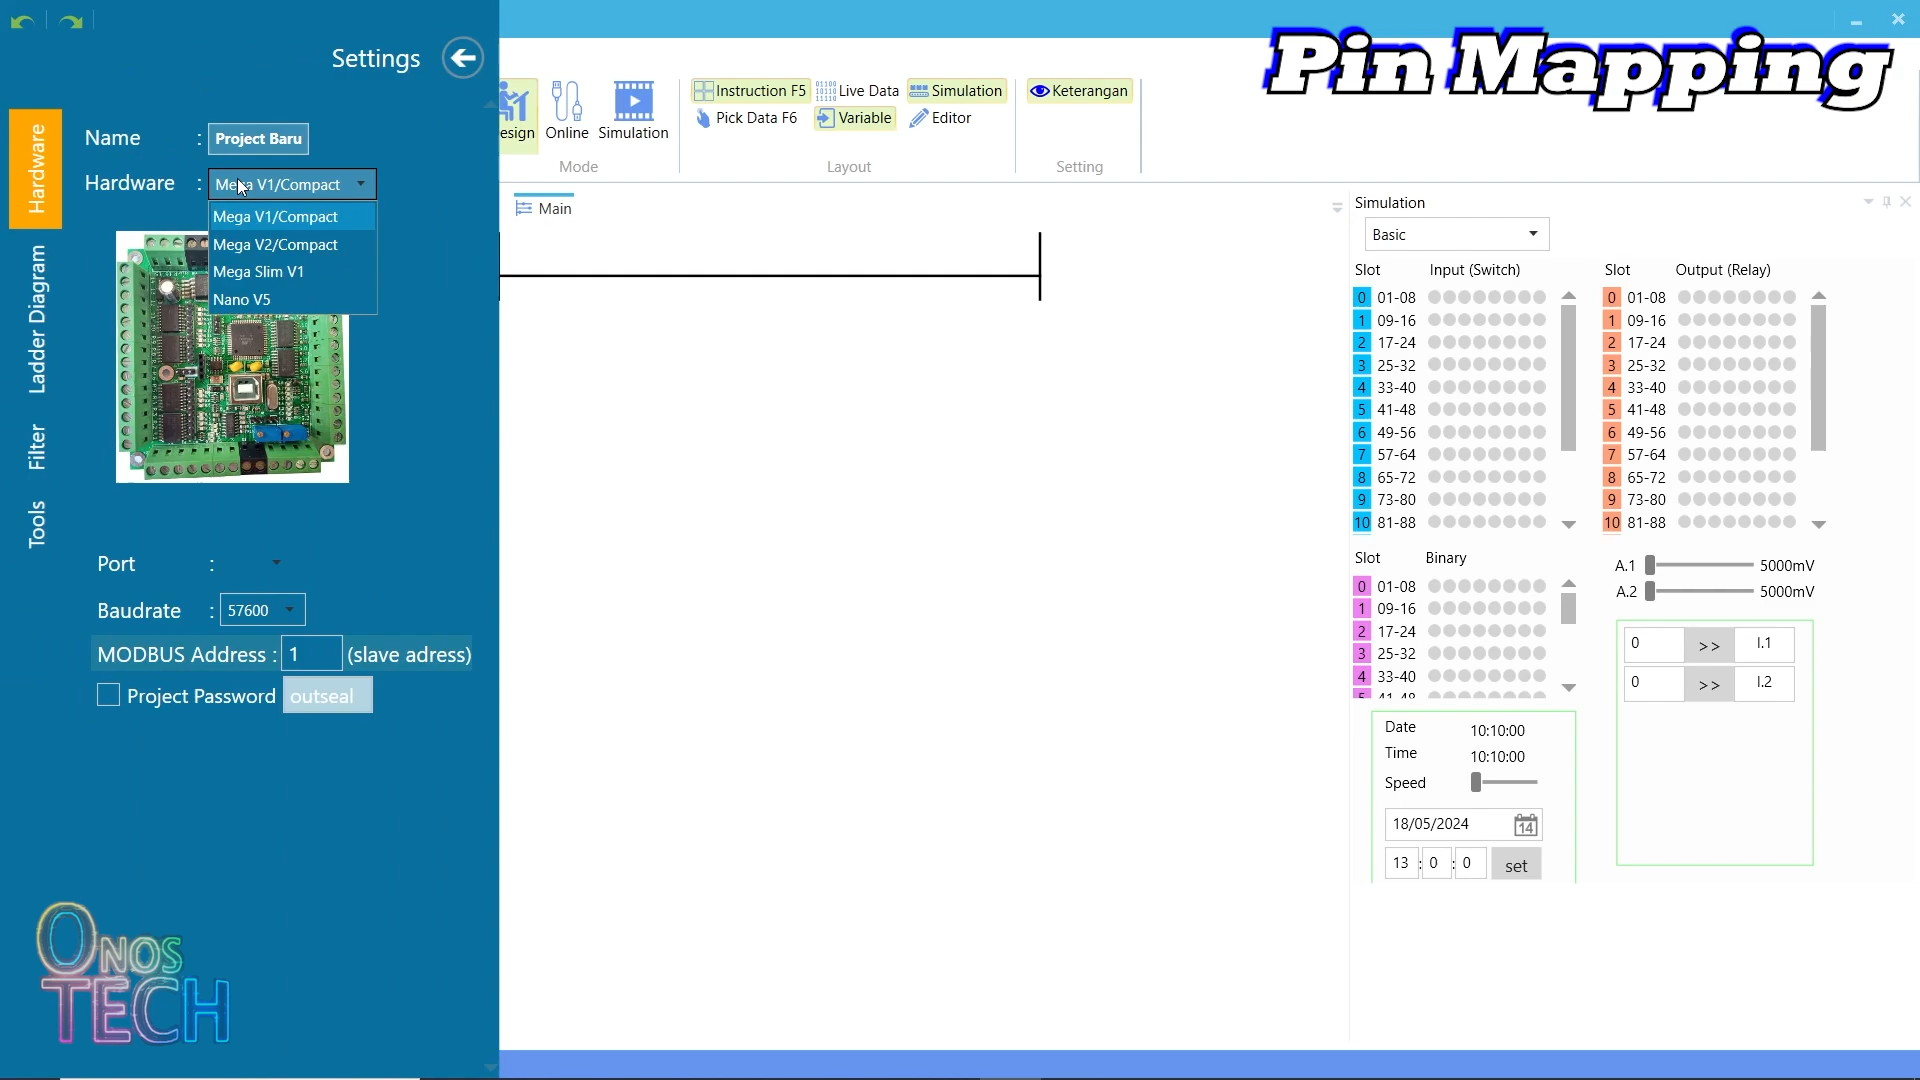 Pin Mapping
Settings
Hardware
Ladder Diagram
Filter
Tools
Name : Project Baru
Hardware : Mega V1/Compact
Mega V1/Compact
Mega V2/Compact
Mega Slim V1
Nano V5
Port :
Baudrate : 57600
MODBUS Address : 1 (slave adress)
Project Password outseal
ONOS
TECH
esign Online Simulation
Mode
Instruction F5 Live Data Simulation
Pick Data F6 Variable Editor
Layout
Keterangan
Setting
Main
Simulation
Basic
Slot Input (Switch)
0 01-08
1 09-16
2 17-24
3 25-32
4 33-40
5 41-48
6 49-56
7 57-64
8 65-72
9 73-80
10 81-88
Slot Output (Relay)
0 01-08
1 09-16
2 17-24
3 25-32
4 33-40
5 41-48
6 49-56
7 57-64
8 65-72
9 73-80
10 81-88
Slot Binary
0 01-08
1 09-16
2 17-24
3 25-32
4 33-40
5 41-48
A.1 5000mV
A.2 5000mV
0 >> I.1
0 >> I.2
Date 10:10:00
Time 10:10:00
Speed
18/05/2024 14
13 : 0 : 0 set